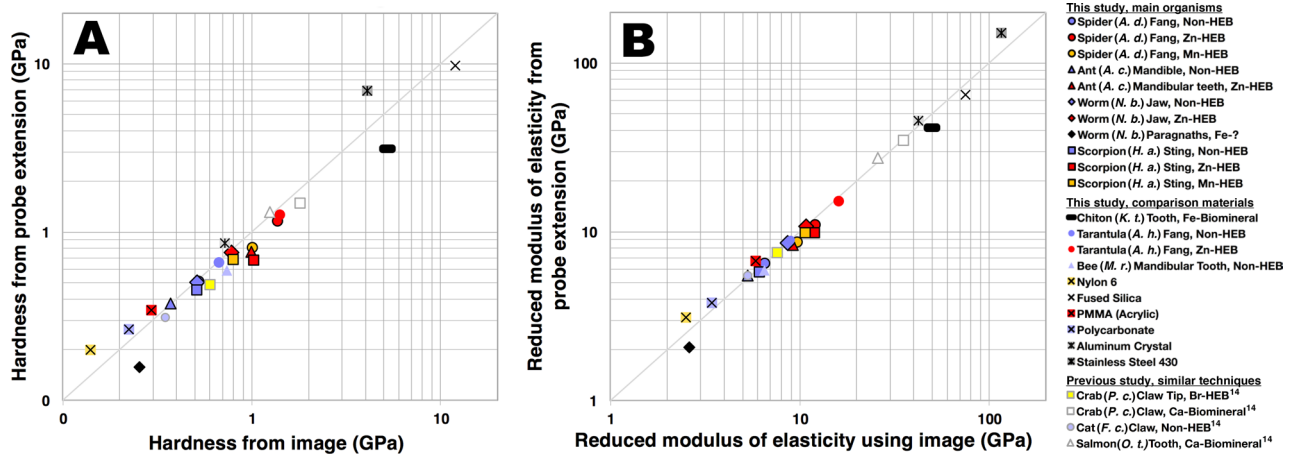 A
Hardness from probe extension (GPa)
10
1
0
0
1
10
Hardness from image (GPa)
B
Reduced modulus of elasticity from
probe extension (GPa)
100
10
1
1
10
100
Reduced modulus of elasticity using image (GPa)
This study, main organisms
Spider (A. d.) Fang, Non-HEB
Spider (A. d.) Fang, Zn-HEB
Spider (A. d.) Fang, Mn-HEB
Ant (A. c.) Mandible, Non-HEB
Ant (A. c.) Mandibular teeth, Zn-HEB
Worm (N. b.) Jaw, Non-HEB
Worm (N. b.) Jaw, Zn-HEB
Worm (N. b.) Paragnaths, Fe-?
Scorpion (H. a.) Sting, Non-HEB
Scorpion (H. a.) Sting, Zn-HEB
Scorpion (H. a.) Sting, Mn-HEB
This study, comparison materials
Chiton (K. t.) Tooth, Fe-Biomineral
Tarantula (A. h.) Fang, Non-HEB
Tarantula (A. h.) Fang, Zn-HEB
Bee (M. r.) Mandibular Tooth, Non-HEB
Nylon 6
Fused Silica
PMMA (Acrylic)
Polycarbonate
Aluminum Crystal
Stainless Steel 430
Previous study, similar techniques
Crab (P. c.) Claw Tip, Br-HEB14
Crab (P. c.) Claw, Ca-Biomineral14
Cat (F. c.) Claw, Non-HEB14
Salmon (O. t.) Tooth, Ca-Biomineral14